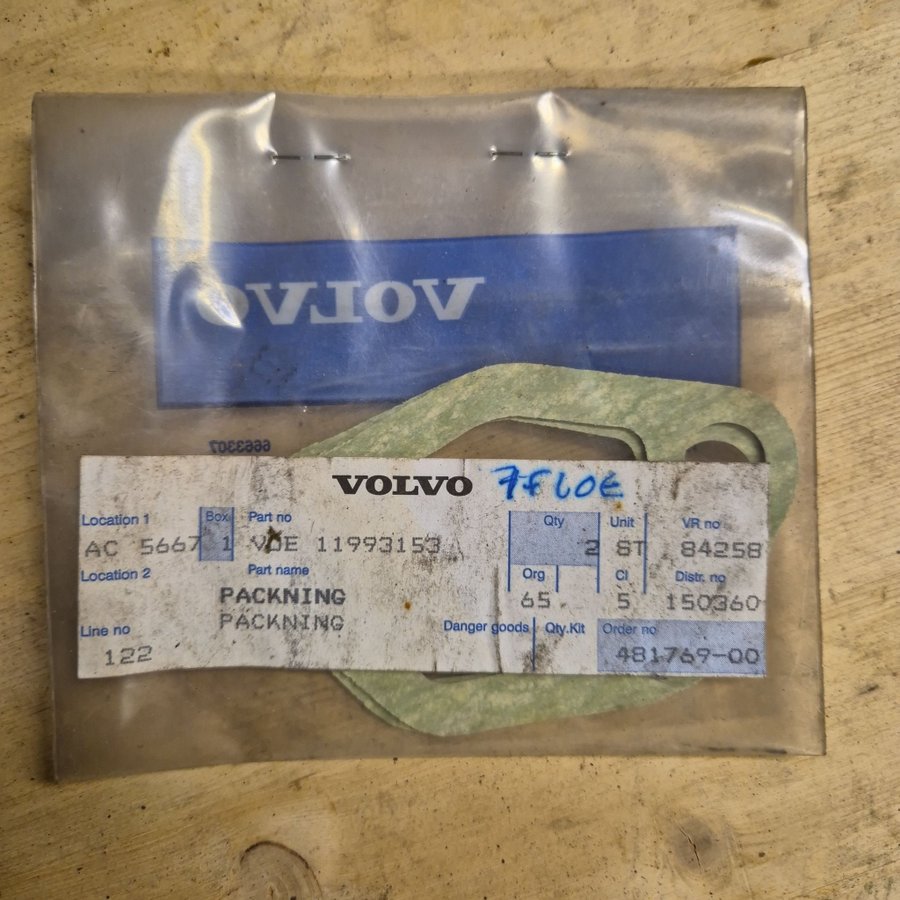 VOLVO
6663307
VOLVO
Location 1 Box Part no Qty Unit VR no
AC 5667 1 VOE 11993153 2 ST 84258
Location 2 Part name Org Cl Distr. no
PACKNING 65 5 150360
PACKNING
Line no Danger goods Qty.Kit Order no
122 481769-00